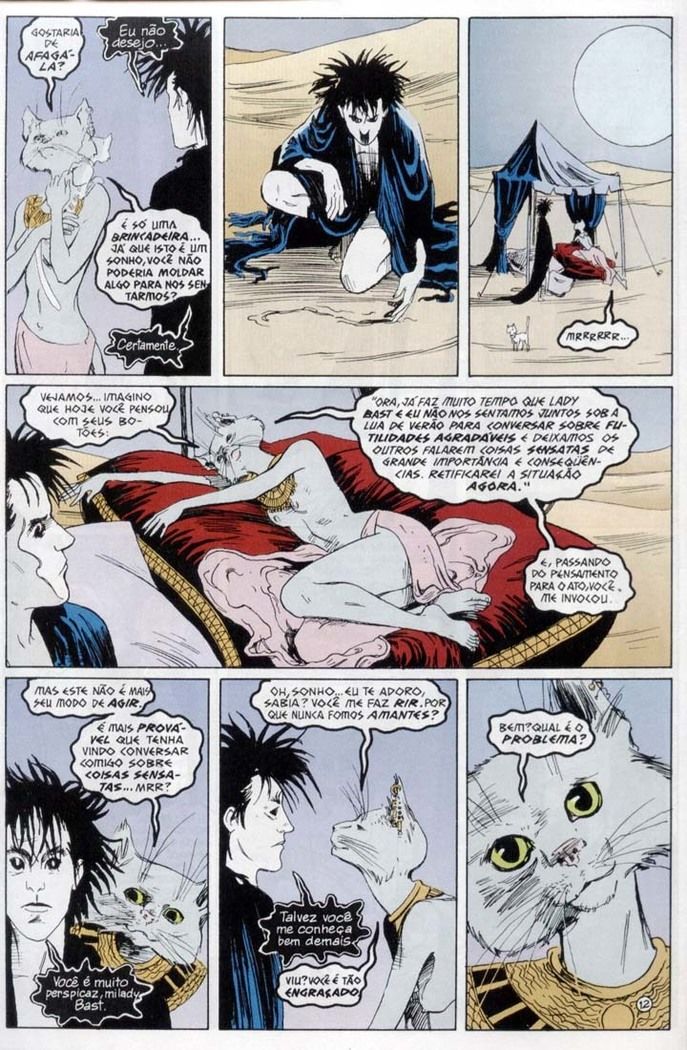 GOSTARIA
DE
AFAGÁ-
LA?
Eu não
desejo...
É SÓ UMA
BRINCADEIRA...
JÁ QUE ISTO É UM
SONHO, VOCÊ NÃO
PODERIA MOLDAR
ALGO PARA NOS SEN-
TARMOS?
Certamente.
MRRRRRR...
VEJAMOS... IMAGINO
QUE HOJE VOCÊ PENSOU
COM SEUS BO-
TÕES:
"ORA, JÁ FAZ MUITO TEMPO QUE LADY
BAST E EU NÃO NOS SENTAMOS JUNTOS SOB A
LUA DE VERÃO PARA CONVERSAR SOBRE FU-
TILIDADES AGRADÁVEIS E DEIXAMOS OS
OUTROS FALAREM COISAS SENSATAS DE
GRANDE IMPORTÂNCIA E CONSEQÜÊN-
CIAS. RETIFICAREI A SITUAÇÃO
AGORA."
E, PASSANDO
DO PENSAMENTO
PARA O ATO, VOCÊ
ME INVOCOU.
MAS ESTE NÃO É MAIS
SEU MODO DE AGIR.
É MAIS PROVÁ-
VEL QUE TENHA
VINDO CONVERSAR
COMIGO SOBRE
COISAS SENSA-
TAS... MRR?
Você é muito
perspicaz, milady
Bast.
OH, SONHO... EU TE ADORO,
SABIA? VOCÊ ME FAZ RIR. POR
QUE NUNCA FOMOS AMANTES?
Talvez você
me conheça
bem demais.
VIU? VOCÊ É TÃO
ENGRAÇADO
BEM? QUAL É O
PROBLEMA?
12